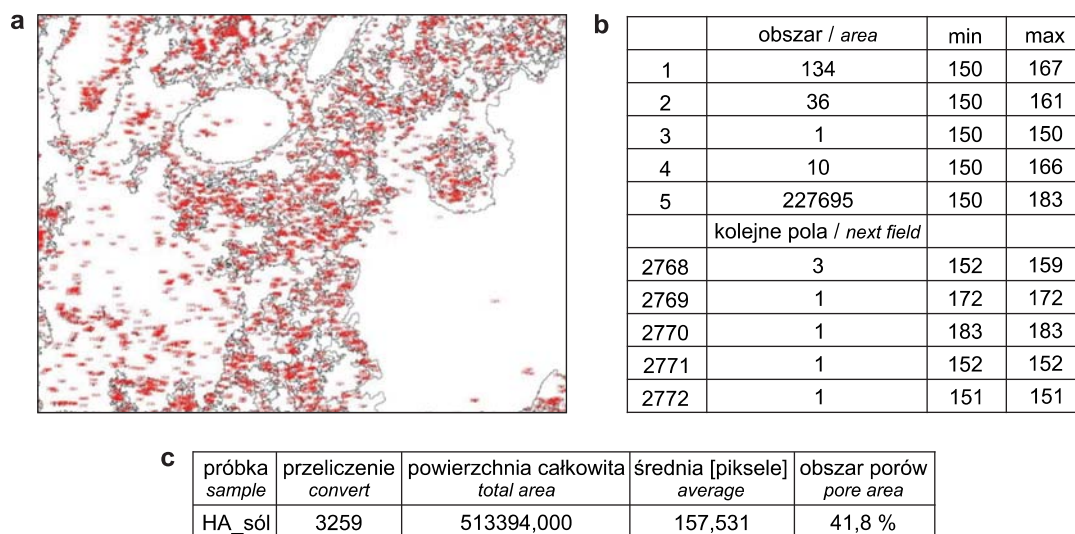 a
b
obszar / area min max
1 134 150 167
2 36 150 161
3 1 150 150
4 10 150 166
5 227695 150 183
kolejne pola / next field
2768 3 152 159
2769 1 172 172
2770 1 183 183
2771 1 152 152
2772 1 151 151
c
próbka przeliczenie powierzchnia całkowita średnia [piksele] obszar porów
sample convert total area average pore area
HA_sól 3259 513394,000 157,531 41,8 %